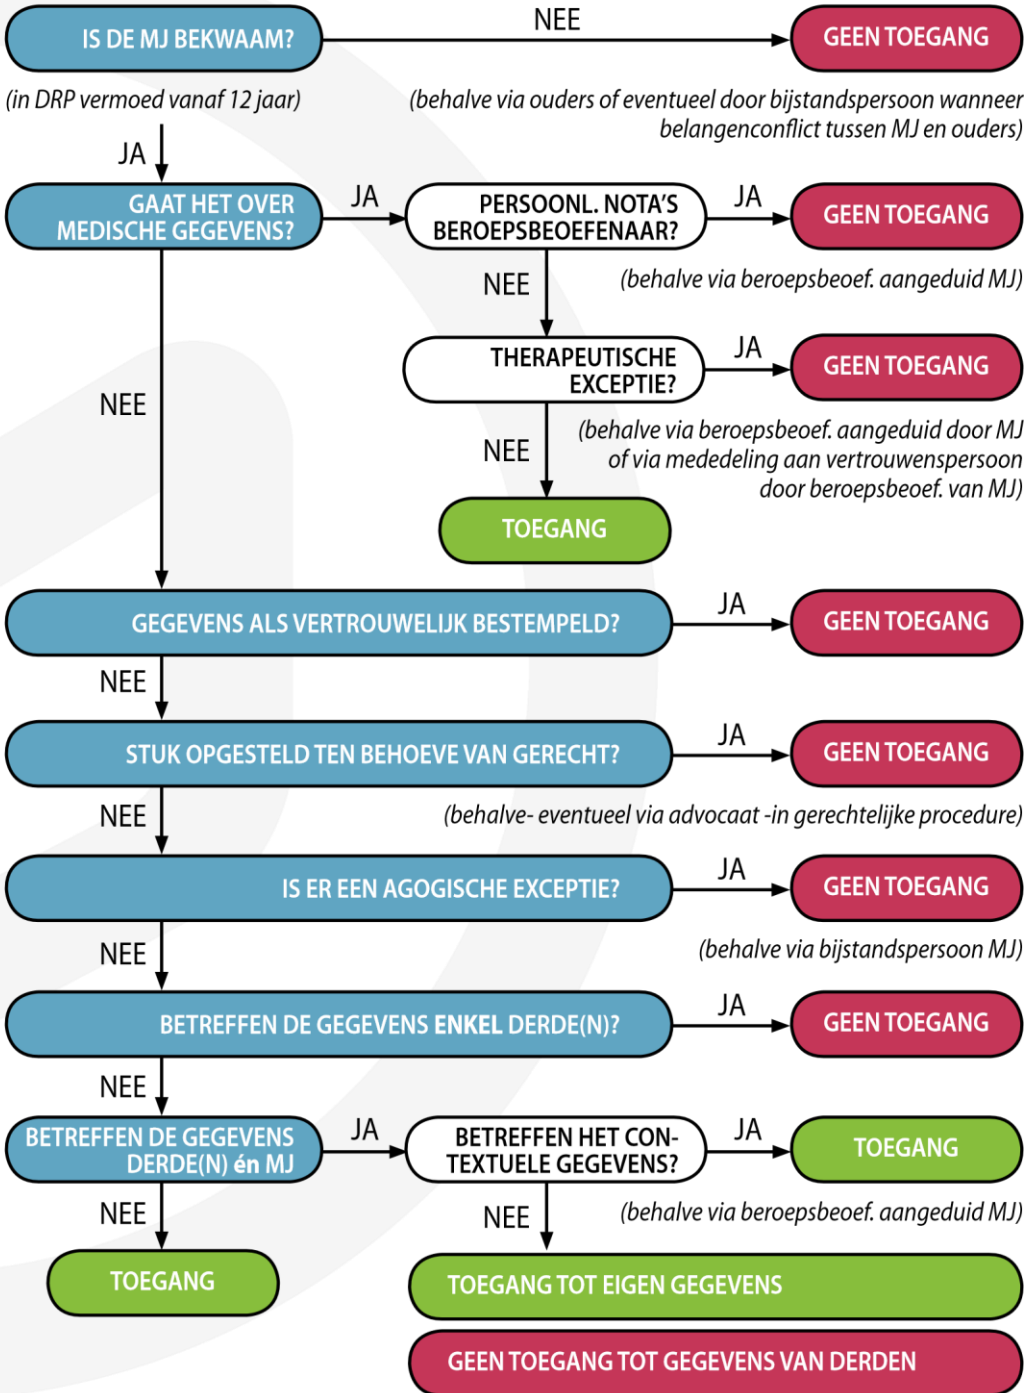 IS DE MJ BEKWAAM?
NEE
GEEN TOEGANG
(in DRP vermoed vanaf 12 jaar)
(behalve via ouders of eventueel door bijstandspersoon wanneer
belangenconflict tussen MJ en ouders)
JA
GAAT HET OVER
MEDISCHE GEGEVENS?
JA
PERSOONL. NOTA'S
BEROEPSBEOEFENAAR?
JA
GEEN TOEGANG
(behalve via beroepsbeoef. aangeduid MJ)
NEE
THERAPEUTISCHE
EXCEPTIE?
JA
GEEN TOEGANG
(behalve via beroepsbeoef. aangeduid door MJ
of via mededeling aan vertrouwenspersoon
door beroepsbeoef. van MJ)
NEE
NEE
TOEGANG
GEGEVENS ALS VERTROUWELIJK BESTEMPELD?
JA
GEEN TOEGANG
NEE
STUK OPGESTELD TEN BEHOEVE VAN GERECHT?
JA
GEEN TOEGANG
(behalve- eventueel via advocaat -in gerechtelijke procedure)
NEE
IS ER EEN AGOGISCHE EXCEPTIE?
JA
GEEN TOEGANG
(behalve via bijstandspersoon MJ)
NEE
BETREFFEN DE GEGEVENS ENKEL DERDE(N)?
JA
GEEN TOEGANG
NEE
BETREFFEN DE GEGEVENS
DERDE(N) én MJ
JA
BETREFFEN HET CON-
TEXTUELE GEGEVENS?
JA
TOEGANG
(behalve via beroepsbeoef. aangeduid MJ)
NEE
NEE
TOEGANG
TOEGANG TOT EIGEN GEGEVENS
GEEN TOEGANG TOT GEGEVENS VAN DERDEN